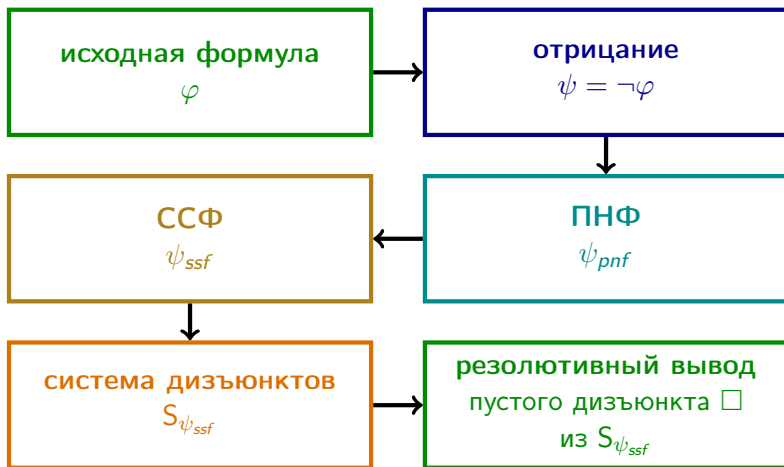 исходная формула
φ
отрицание
ψ = ¬φ
ПНФ
ψ_pnf
ССФ
ψ_ssf
система дизъюнктов
S_ψ_ssf
резолютивный вывод
пустого дизъюнкта □
из S_ψ_ssf